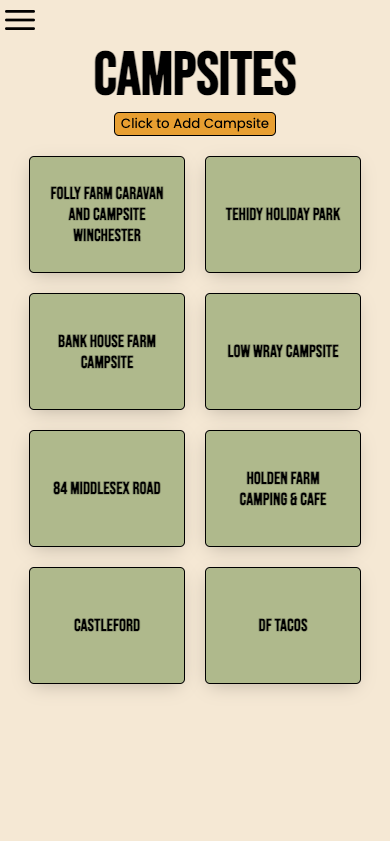 CAMPSITES
Click to Add Campsite
FOLLY FARM CARAVAN
AND CAMPSITE
WINCHESTER
TEHIDY HOLIDAY PARK
BANK HOUSE FARM
CAMPSITE
LOW WRAY CAMPSITE
84 MIDDLESEX ROAD
HOLDEN FARM
CAMPING & CAFE
CASTLEFORD
DF TACOS